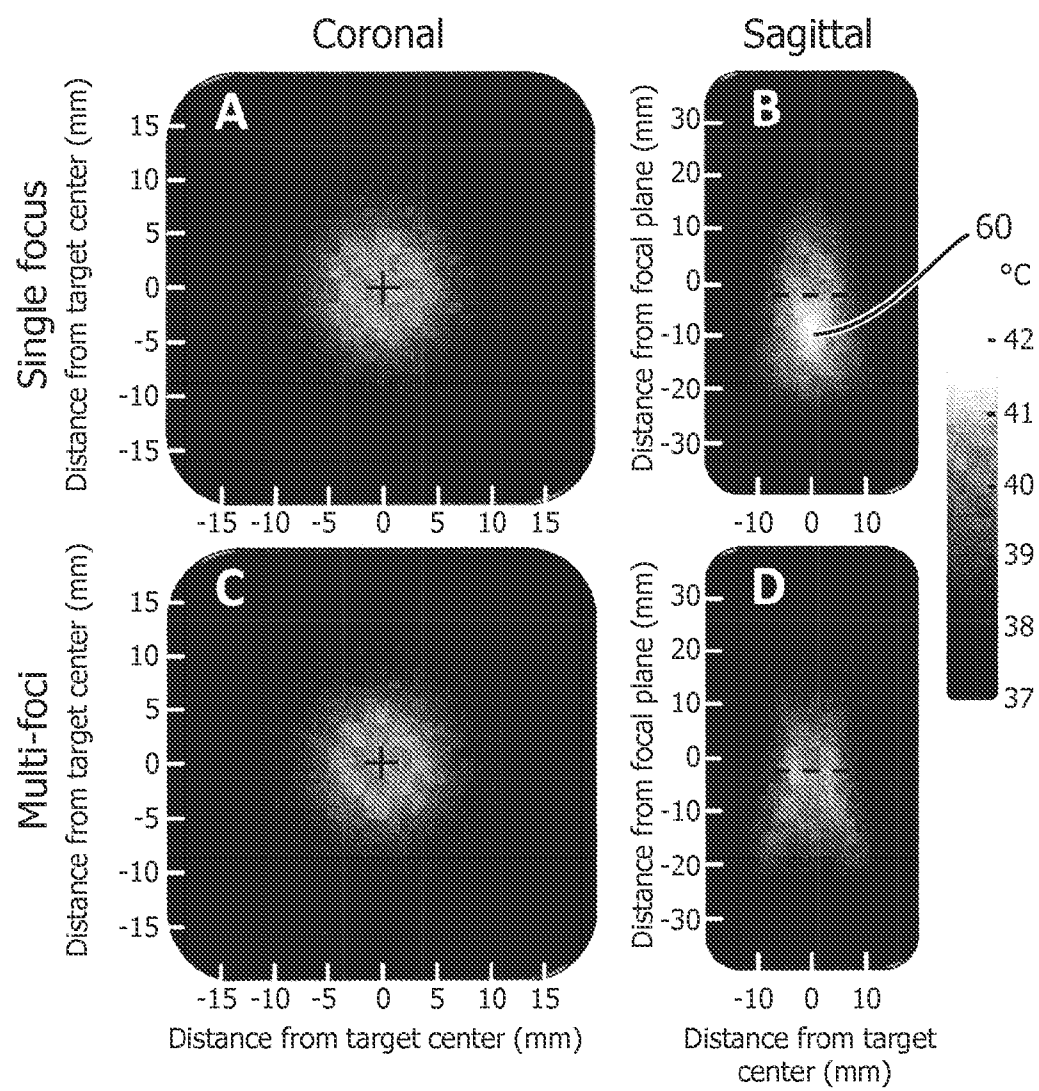 Coronal
Sagittal
Single focus
Distance from target center (mm)
A
15
10
5
0
-5
-10
-15
-15 -10 -5 0 5 10 15
Distance from focal plane (mm)
B
30
20
10
0
-10
-20
-30
-10 0 10
60
°C
42
41
40
39
38
37
Multi-foci
Distance from target center (mm)
C
15
10
5
0
-5
-10
-15
-15 -10 -5 0 5 10 15
Distance from target center (mm)
Distance from focal plane (mm)
D
30
20
10
0
-10
-20
-30
-10 0 10
Distance from target
center (mm)